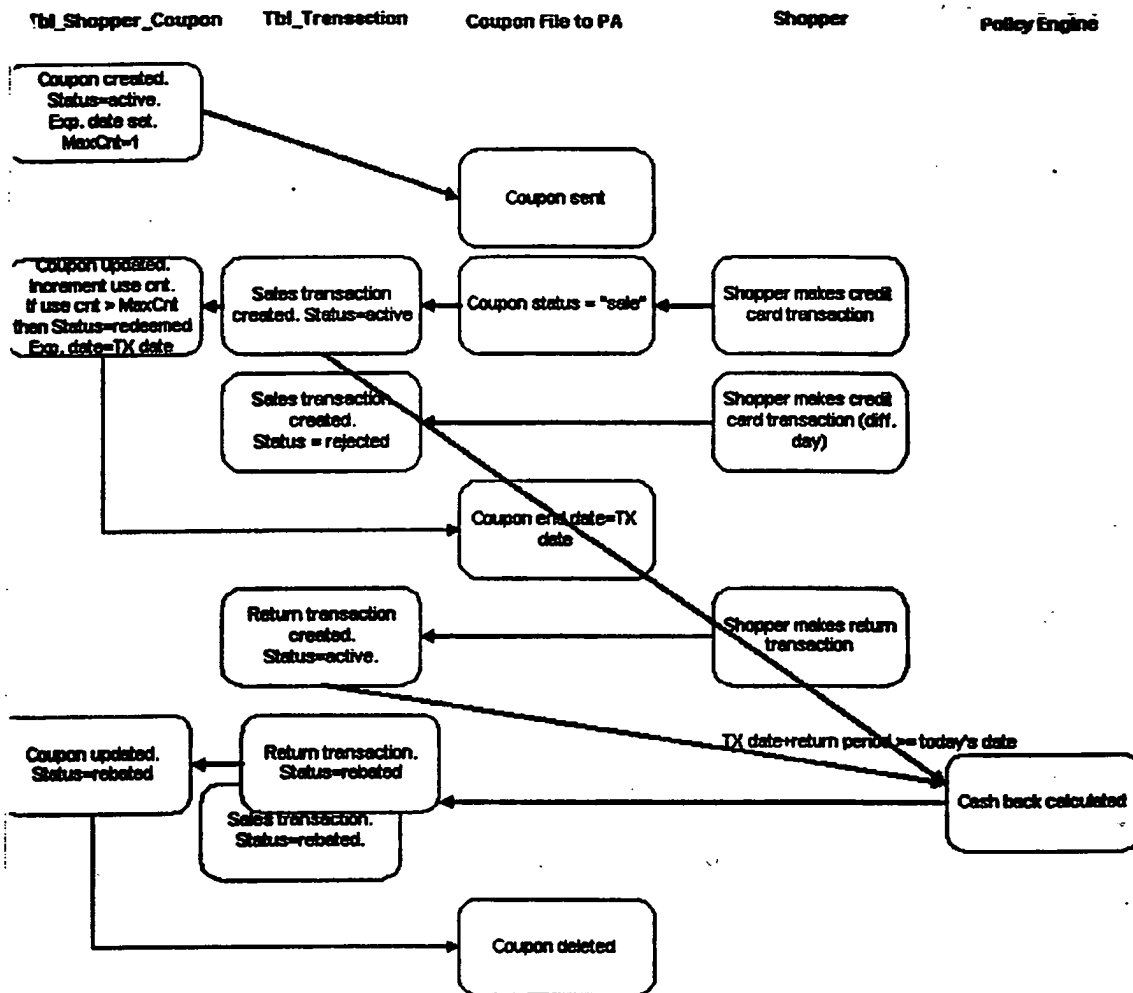 Tbl_Shopper_Coupon
Tbl_Transaction
Coupon File to PA
Shopper
Policy Engine
Coupon created.
Status=active.
Exp. date set.
MaxCnt=1
Coupon sent
Coupon updated.
Increment use cnt.
If use cnt > MaxCnt
then Status=redeemed
Exp. date=TX date
Sales transaction
created. Status=active
Coupon status = "sale"
Shopper makes credit
card transaction
Sales transaction
created.
Status = rejected
Shopper makes credit
card transaction (diff.
day)
Coupon end date=TX
date
Return transaction
created.
Status=active.
Shopper makes return
transaction
TX date+return period >= today's date
Coupon updated.
Status=rebated
Return transaction.
Status=rebated
Sales transaction.
Status=rebated.
Cash back calculated
Coupon deleted